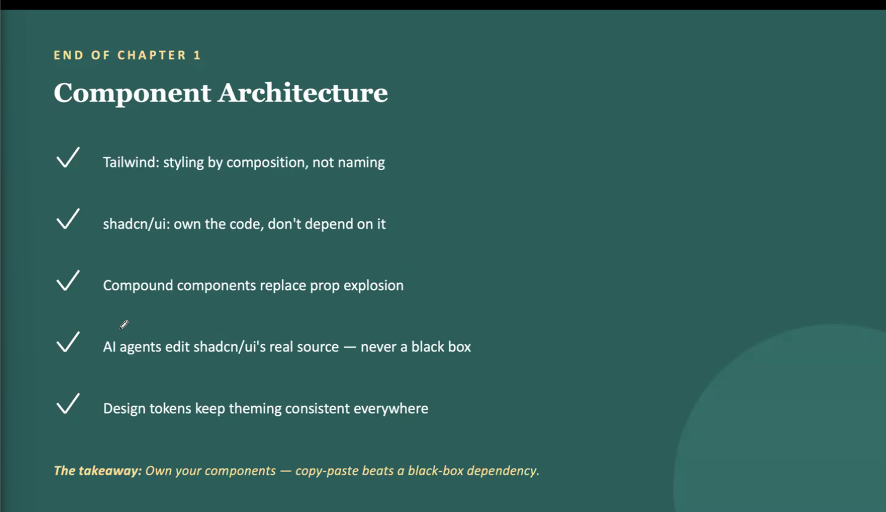 END OF CHAPTER 1
Component Architecture
Tailwind: styling by composition, not naming
shadcn/ui: own the code, don't depend on it
Compound components replace prop explosion
AI agents edit shadcn/ui's real source — never a black box
Design tokens keep theming consistent everywhere
The takeaway: Own your components — copy-paste beats a black-box dependency.